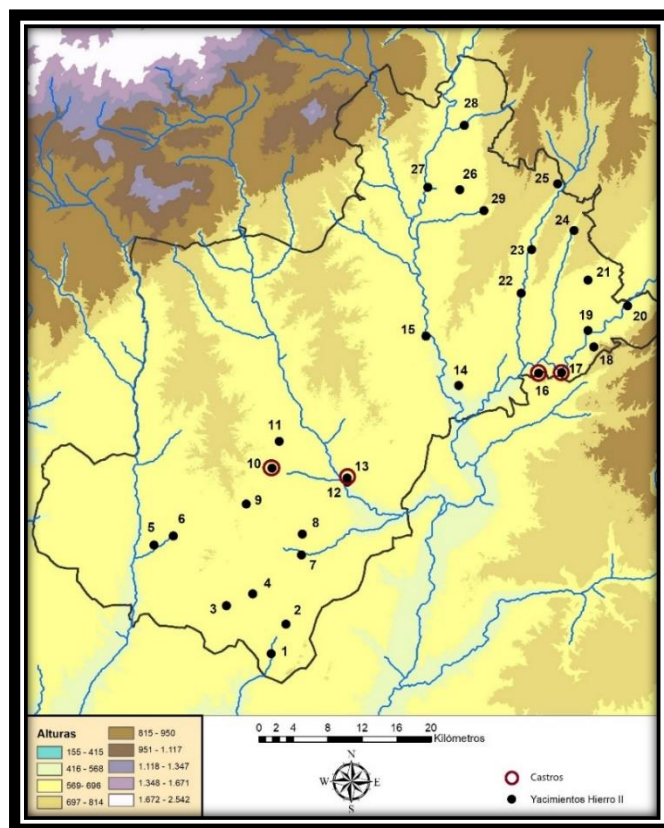 28
27
26
25
29
24
23
21
22
20
19
15
18
17
16
14
11
13
10
12
9
8
5
6
7
4
3
2
1
Alturas
155 - 415
416 - 568
569- 696
697 - 814
815 - 950
951 - 1.117
1.118 - 1.347
1.348 - 1.671
1.672 - 2.542
0 2 4 8 12 16 20
Kilómetros
N
W E
S
Castros
Yacimientos Hierro II